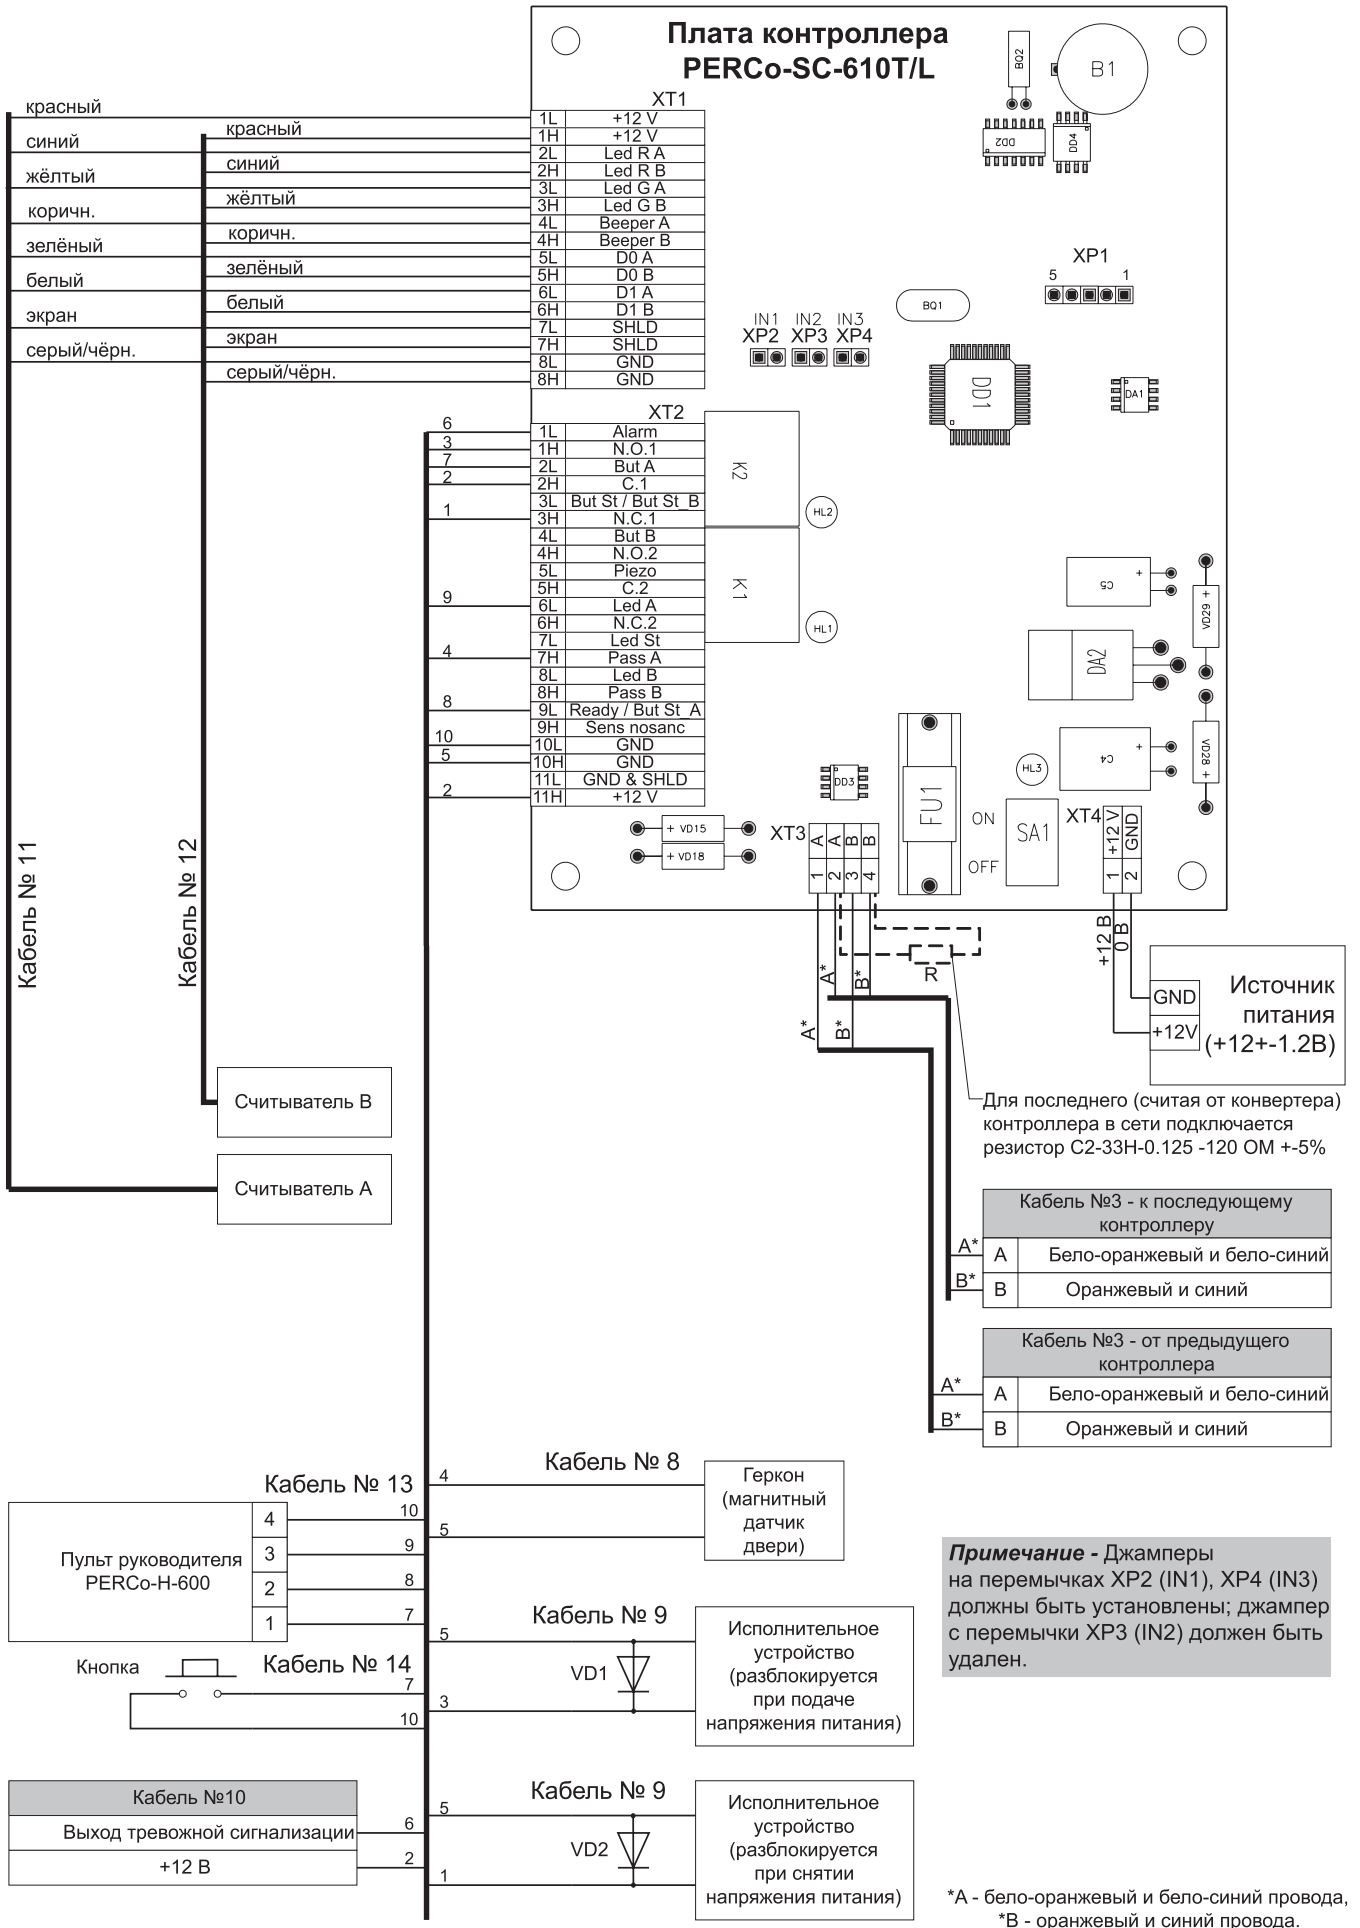 Плата контроллера
PERCo-SC-610T/L
BQ2
B1
DD2
DD4
XT1
1L +12 V
1H +12 V
2L Led R A
2H Led R B
3L Led G A
3H Led G B
4L Beeper A
4H Beeper B
5L D0 A
5H D0 B
6L D1 A
6H D1 B
7L SHLD
7H SHLD
8L GND
8H GND
красный
синий
жёлтый
коричн.
зелёный
белый
экран
серый/чёрн.
красный
синий
жёлтый
коричн.
зелёный
белый
экран
серый/чёрн.
XP1
5 1
BQ1
IN1 IN2 IN3
XP2 XP3 XP4
DD1
DA1
XT2
6 1L Alarm
3 1H N.O.1
7 2L But A
2 2H C.1
3L But St / But St_B
1 3H N.C.1
4L But B
4H N.O.2
5L Piezo
5H C.2
9 6L Led A
6H N.C.2
7L Led St
4 7H Pass A
8L Led B
8H Pass B
8 9L Ready / But St_A
9H Sens nosanc
10 10L GND
5 10H GND
11L GND & SHLD
2 11H +12 V
K2
HL2
K1
HL1
+ C5
+ VD29
DA2
+ C4
VD28 +
HL3
DD3
FU1
ON
OFF
SA1
+ VD15
+ VD18
XT3
A A B B
1 2 3 4
XT4
+12 V GND
1 2
+12 В
0 В
Кабель № 11
Кабель № 12
A*
B*
R
A*
B*
GND
+12V
Источник
питания
(+12+-1.2В)
Считыватель B
Считыватель A
Для последнего (считая от конвертера)
контроллера в сети подключается
резистор С2-33Н-0.125 -120 ОМ +-5%
Кабель №3 - к последующему
контроллеру
A* A Бело-оранжевый и бело-синий
B* B Оранжевый и синий
Кабель №3 - от предыдущего
контроллера
A* A Бело-оранжевый и бело-синий
B* B Оранжевый и синий
Кабель № 8
4
5
Геркон
(магнитный
датчик
двери)
Кабель № 13
Пульт руководителя
PERCo-H-600
4 10
3 9
2 8
1 7
Примечание - Джамперы
на перемычках XP2 (IN1), XP4 (IN3)
должны быть установлены; джампер
с перемычки XP3 (IN2) должен быть
удален.
Кабель № 9
5
VD1
3
Исполнительное
устройство
(разблокируется
при подаче
напряжения питания)
Кнопка
Кабель № 14
7
10
Кабель №10
Выход тревожной сигнализации 6
+12 В 2
Кабель № 9
5
VD2
1
Исполнительное
устройство
(разблокируется
при снятии
напряжения питания)
*А - бело-оранжевый и бело-синий провода,
*В - оранжевый и синий провода.